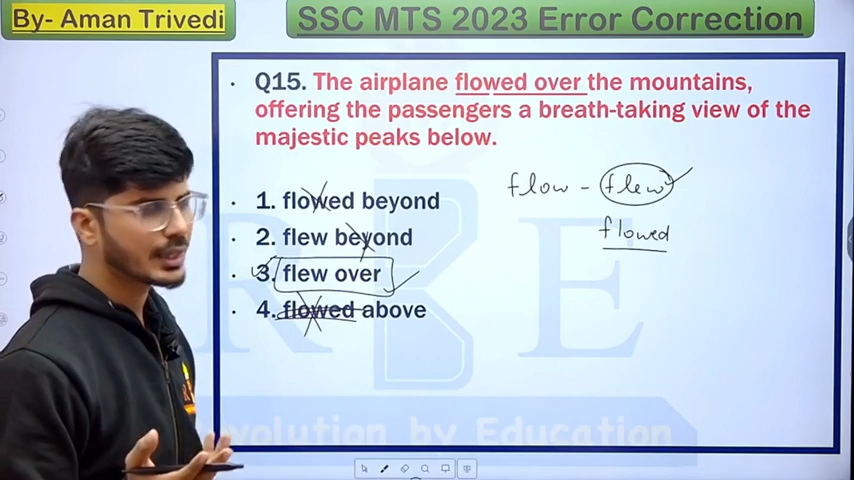 By- Aman Trivedi
SSC MTS 2023 Error Correction
Q15. The airplane flowed over the mountains,
offering the passengers a breath-taking view of the
majestic peaks below.
1. flowed beyond
2. flew beyond
3. flew over
4. flowed above
flow - flew
flowed
RBE
Revolution by Education